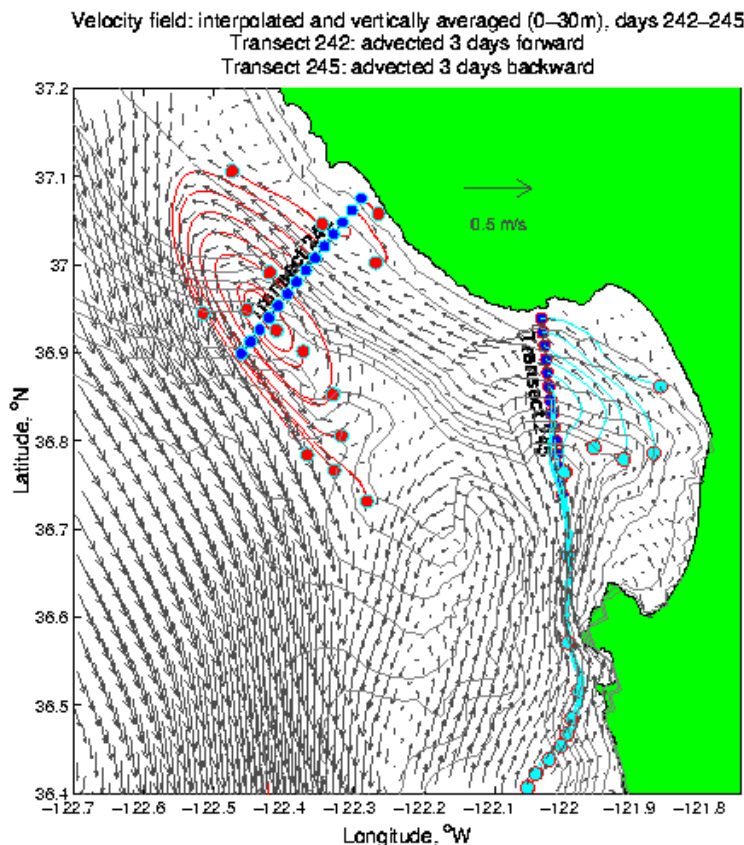 Velocity field: interpolated and vertically averaged (0–30m), days 242–245
Transect 242: advected 3 days forward
Transect 245: advected 3 days backward
37.2
37.1
37
36.9
36.8
36.7
36.6
36.5
36.4
Latitude, °N
0.5 m/s
Transect 242
Transect 245
−122.7 −122.6 −122.5 −122.4 −122.3 −122.2 −122.1 −122 −121.9 −121.8
Longitude, °W